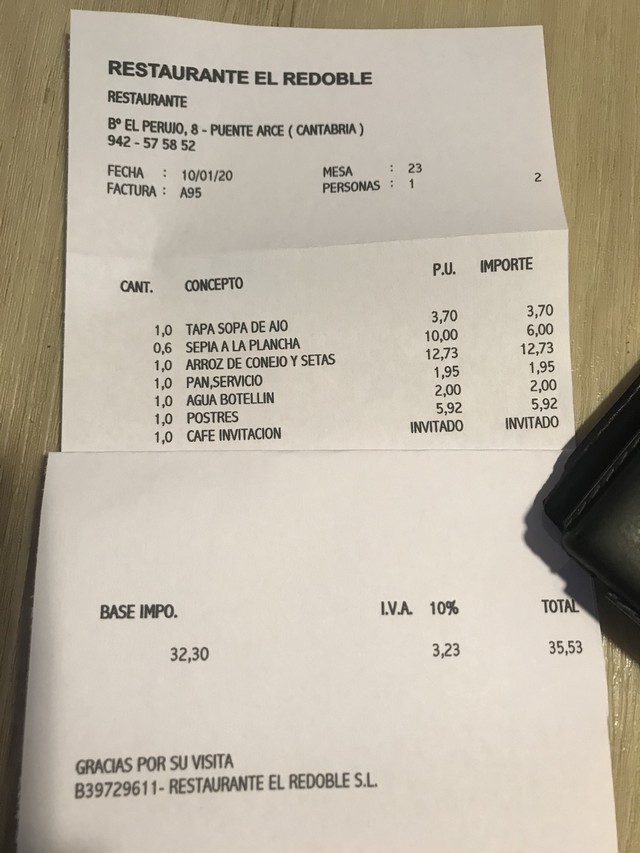 RESTAURANTE EL REDOBLE
RESTAURANTE
Bº EL PERUJO, 8 - PUENTE ARCE ( CANTABRIA )
942 - 57 58 52
FECHA : 10/01/20 MESA : 23
FACTURA : A95 PERSONAS : 1 2
CANT. CONCEPTO P.U. IMPORTE
1,0 TAPA SOPA DE AJO 3,70 3,70
0,6 SEPIA A LA PLANCHA 10,00 6,00
1,0 ARROZ DE CONEJO Y SETAS 12,73 12,73
1,0 PAN,SERVICIO 1,95 1,95
1,0 AGUA BOTELLIN 2,00 2,00
1,0 POSTRES 5,92 5,92
1,0 CAFE INVITACION INVITADO INVITADO
BASE IMPO. I.V.A. 10% TOTAL
32,30 3,23 35,53
GRACIAS POR SU VISITA
B39729611- RESTAURANTE EL REDOBLE S.L.